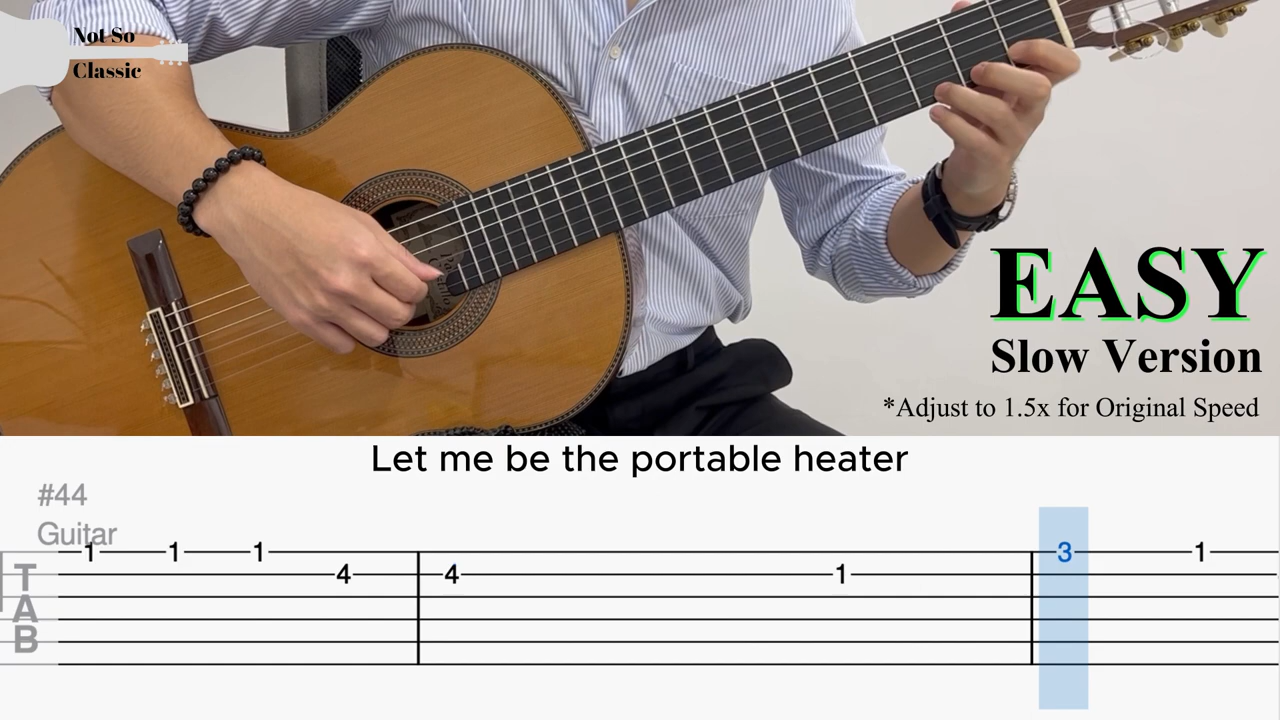 Not So
Classic
EASY
Slow Version
*Adjust to 1.5x for Original Speed
Let me be the portable heater
#44
Guitar
1 1 1 3 1
T 4 4 1
A
B